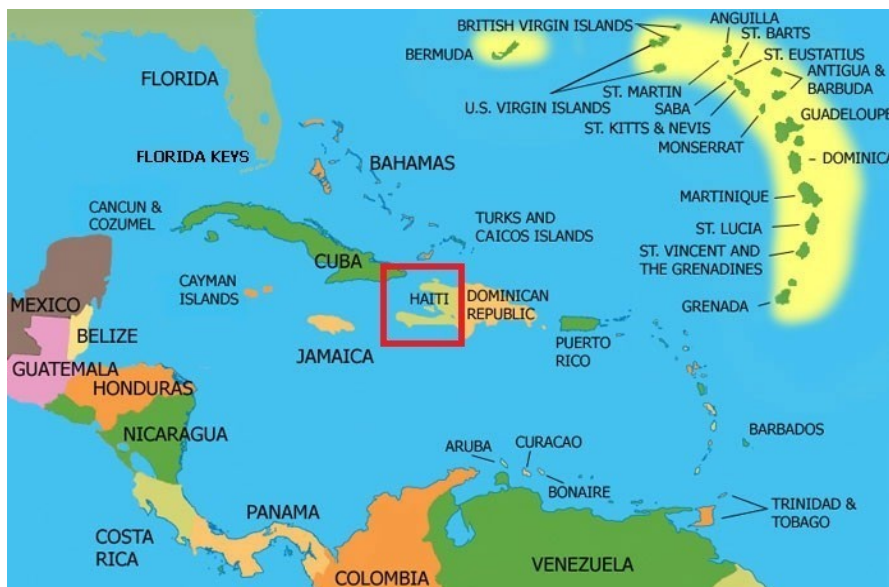 BRITISH VIRGIN ISLANDS
ANGUILLA
ST. BARTS
ST. EUSTATIUS
BERMUDA
ANTIGUA &
BARBUDA
FLORIDA
ST. MARTIN
U.S. VIRGIN ISLANDS
SABA
GUADELOUPE
ST. KITTS & NEVIS
MONSERRAT
FLORIDA KEYS
BAHAMAS
DOMINICA
CANCUN &
COZUMEL
MARTINIQUE
TURKS AND
CAICOS ISLANDS
ST. LUCIA
CUBA
ST. VINCENT AND
THE GRENADINES
CAYMAN
ISLANDS
HAITI
DOMINICAN
REPUBLIC
GRENADA
MEXICO
BELIZE
JAMAICA
PUERTO
RICO
GUATEMALA
HONDURAS
NICARAGUA
BARBADOS
ARUBA
CURACAO
BONAIRE
TRINIDAD &
TOBAGO
PANAMA
COSTA
RICA
VENEZUELA
COLOMBIA